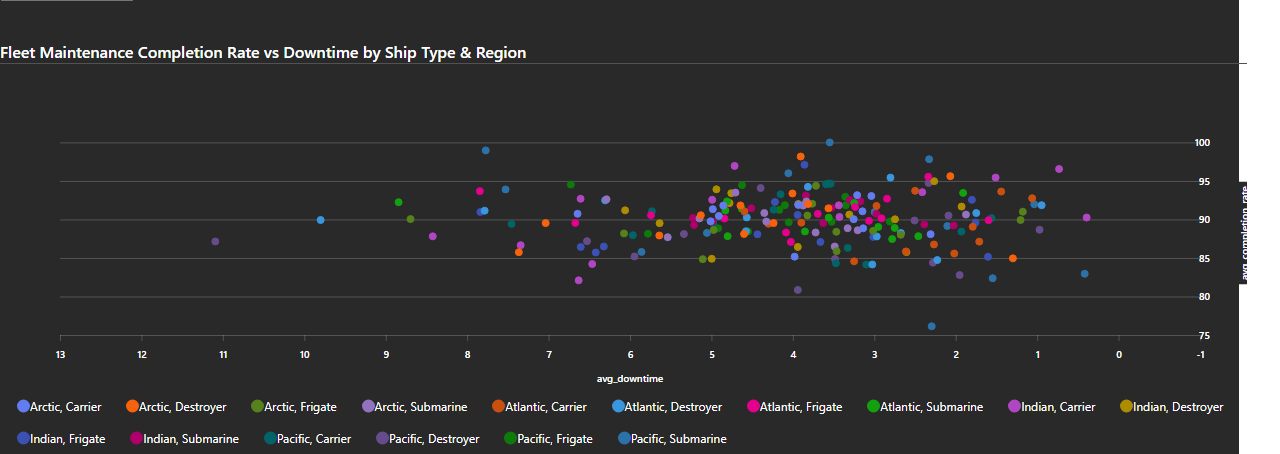 Fleet Maintenance Completion Rate vs Downtime by Ship Type & Region
100
95
90
85
80
75
avg_completion_rate
13 12 11 10 9 8 7 6 5 4 3 2 1 0 -1
avg_downtime
Arctic, Carrier Arctic, Destroyer Arctic, Frigate Arctic, Submarine Atlantic, Carrier Atlantic, Destroyer Atlantic, Frigate Atlantic, Submarine Indian, Carrier Indian, Destroyer
Indian, Frigate Indian, Submarine Pacific, Carrier Pacific, Destroyer Pacific, Frigate Pacific, Submarine